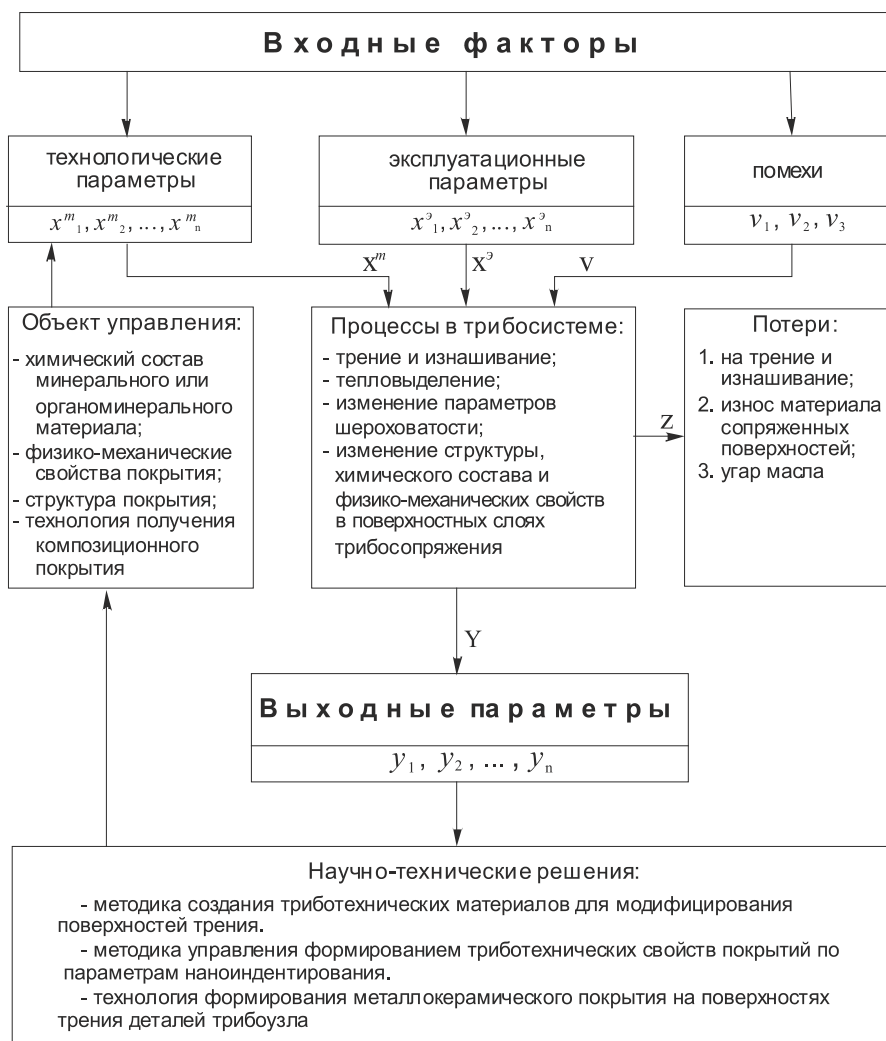 Входные факторы
технологические
параметры
x^m_1, x^m_2, ..., x^m_n
эксплуатационные
параметры
x^э_1, x^э_2, ..., x^э_n
помехи
v_1, v_2, v_3
x^m
x^э
v
Объект управления:
- химический состав
минерального или
органоминерального
материала;
- физико-механические
свойства покрытия;
- структура покрытия;
- технология получения
композиционного
покрытия
Процессы в трибосистеме:
- трение и изнашивание;
- тепловыделение;
- изменение параметров
шероховатости;
- изменение структуры,
химического состава и
физико-механических свойств
в поверхностных слоях
трибосопряжения
z
Потери:
1. на трение и
изнашивание;
2. износ материала
сопряженных
поверхностей;
3. угар масла
Y
Выходные параметры
y_1, y_2, ... , y_n
Научно-технические решения:
- методика создания триботехнических материалов для модифицирования
поверхностей трения.
- методика управления формированием триботехнических свойств покрытий по
параметрам наноиндентирования.
- технология формирования металлокерамического покрытия на поверхностях
трения деталей трибоузла